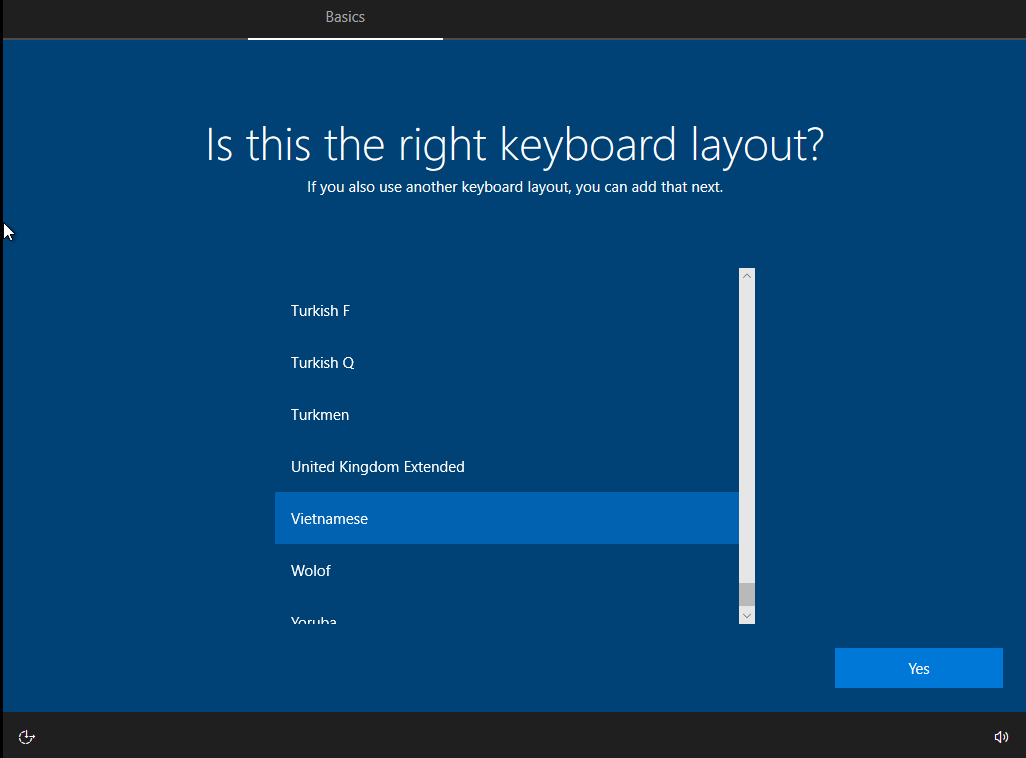 Basics
Is this the right keyboard layout?
If you also use another keyboard layout, you can add that next.
Turkish F
Turkish Q
Turkmen
United Kingdom Extended
Vietnamese
Wolof
Yoruba
Yes